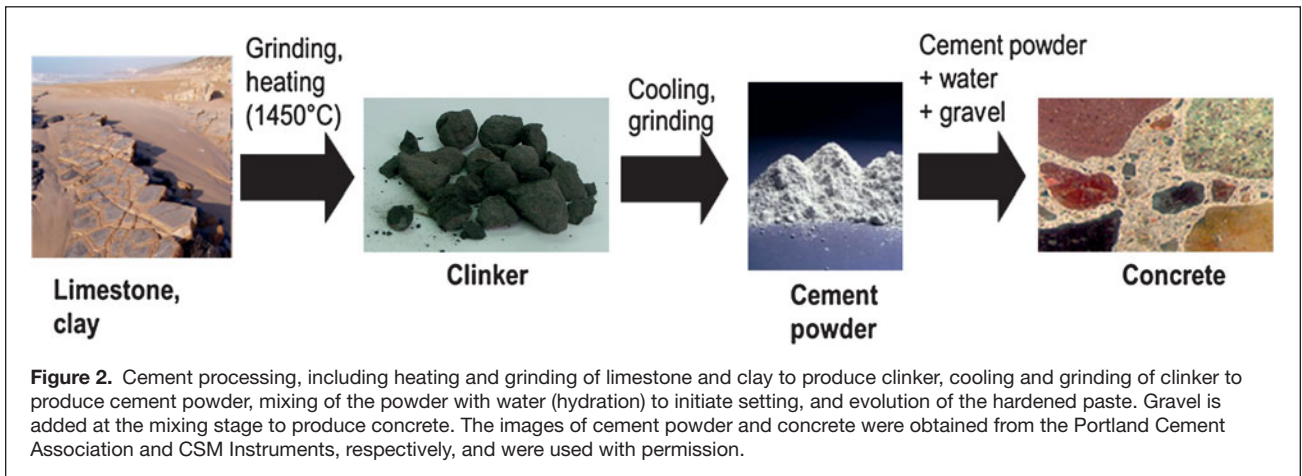 Grinding,
heating
(1450°C)
Cooling,
grinding
Cement powder
+ water
+ gravel
Limestone,
clay
Clinker
Cement
powder
Concrete
Figure 2. Cement processing, including heating and grinding of limestone and clay to produce clinker, cooling and grinding of clinker to
produce cement powder, mixing of the powder with water (hydration) to initiate setting, and evolution of the hardened paste. Gravel is
added at the mixing stage to produce concrete. The images of cement powder and concrete were obtained from the Portland Cement
Association and CSM Instruments, respectively, and were used with permission.